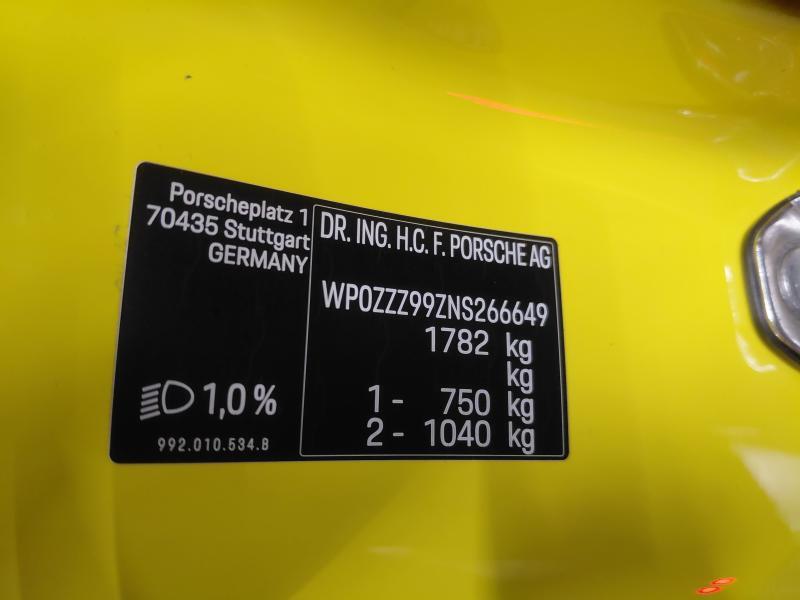 Porscheplatz 1
70435 Stuttgart
GERMANY
1,0 %
992.010.534.B
DR. ING. H.C. F. PORSCHE AG
WP0ZZZ99ZNS266649
1782 kg
kg
1 - 750 kg
2 - 1040 kg